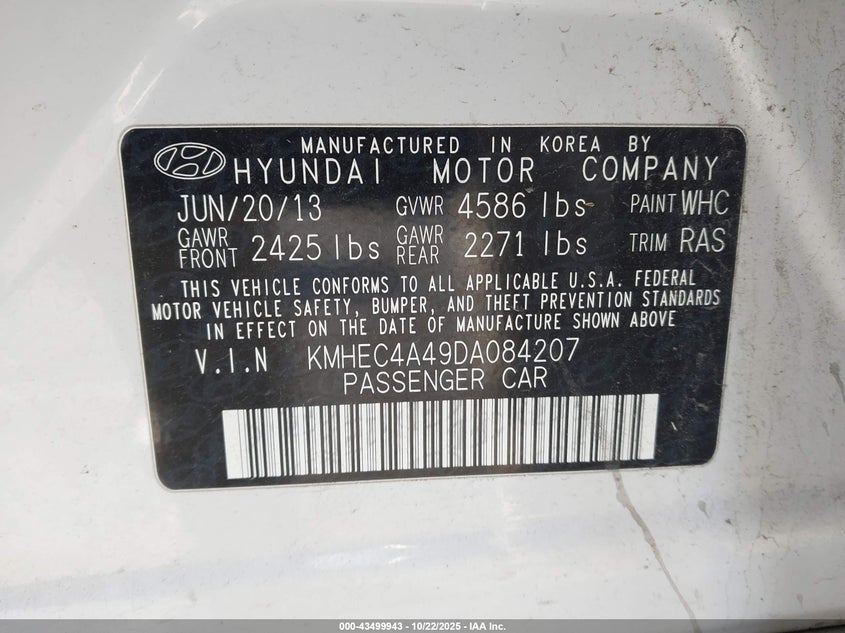 MANUFACTURED IN KOREA BY
HYUNDAI MOTOR COMPANY
JUN/20/13 GVWR 4586 lbs PAINT WHC
GAWR FRONT 2425 lbs GAWR REAR 2271 lbs TRIM RAS
THIS VEHICLE CONFORMS TO ALL APPLICABLE U.S.A. FEDERAL
MOTOR VEHICLE SAFETY, BUMPER, AND THEFT PREVENTION STANDARDS
IN EFFECT ON THE DATE OF MANUFACTURE SHOWN ABOVE
V.I.N KMHEC4A49DA084207
PASSENGER CAR
000-43499943 - 10/22/2025 - IAA Inc.